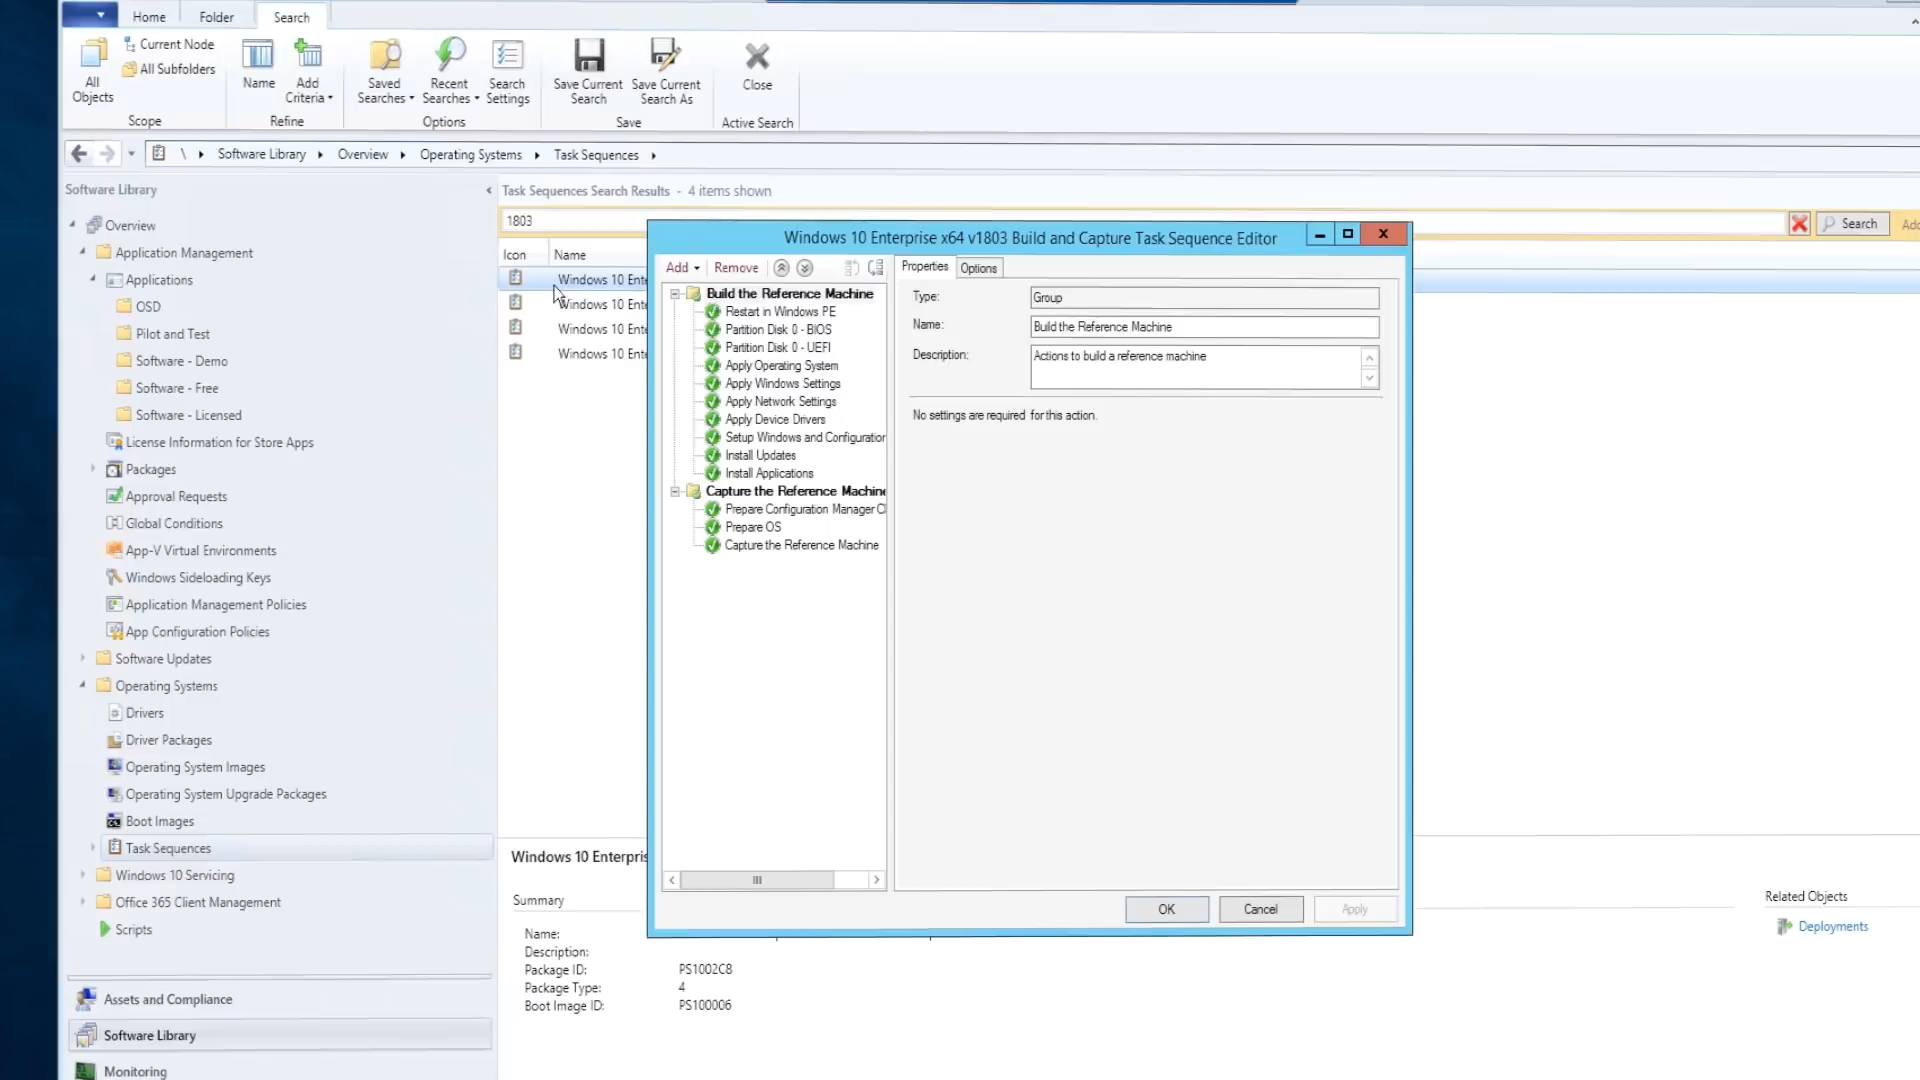 Home Folder Search
All Objects
Current Node
All Subfolders
Scope
Name
Add Criteria
Refine
Saved Searches
Recent Searches
Search Settings
Options
Save Current Search
Save Current Search As
Save
Close
Active Search
\ Software Library Overview Operating Systems Task Sequences
Software Library
Overview
Application Management
Applications
OSD
Pilot and Test
Software - Demo
Software - Free
Software - Licensed
License Information for Store Apps
Packages
Approval Requests
Global Conditions
App-V Virtual Environments
Windows Sideloading Keys
Application Management Policies
App Configuration Policies
Software Updates
Operating Systems
Drivers
Driver Packages
Operating System Images
Operating System Upgrade Packages
Boot Images
Task Sequences
Windows 10 Servicing
Office 365 Client Management
Scripts
Assets and Compliance
Software Library
Monitoring
Task Sequences Search Results - 4 items shown
1803
Search
Icon Name
Windows 10 Ente
Windows 10 Ente
Windows 10 Ente
Windows 10 Ente
Windows 10 Enterprise x64 v1803 Build and Capture Task Sequence Editor
Add Remove
Build the Reference Machine
Restart in Windows PE
Partition Disk 0 - BIOS
Partition Disk 0 - UEFI
Apply Operating System
Apply Windows Settings
Apply Network Settings
Apply Device Drivers
Setup Windows and Configuration
Install Updates
Install Applications
Capture the Reference Machine
Prepare Configuration Manager Cl
Prepare OS
Capture the Reference Machine
Properties Options
Type: Group
Name: Build the Reference Machine
Description: Actions to build a reference machine
No settings are required for this action.
OK Cancel Apply
Windows 10 Enterpris
Summary
Name:
Description:
Package ID: PS1002C8
Package Type: 4
Boot Image ID: PS100006
Related Objects
Deployments